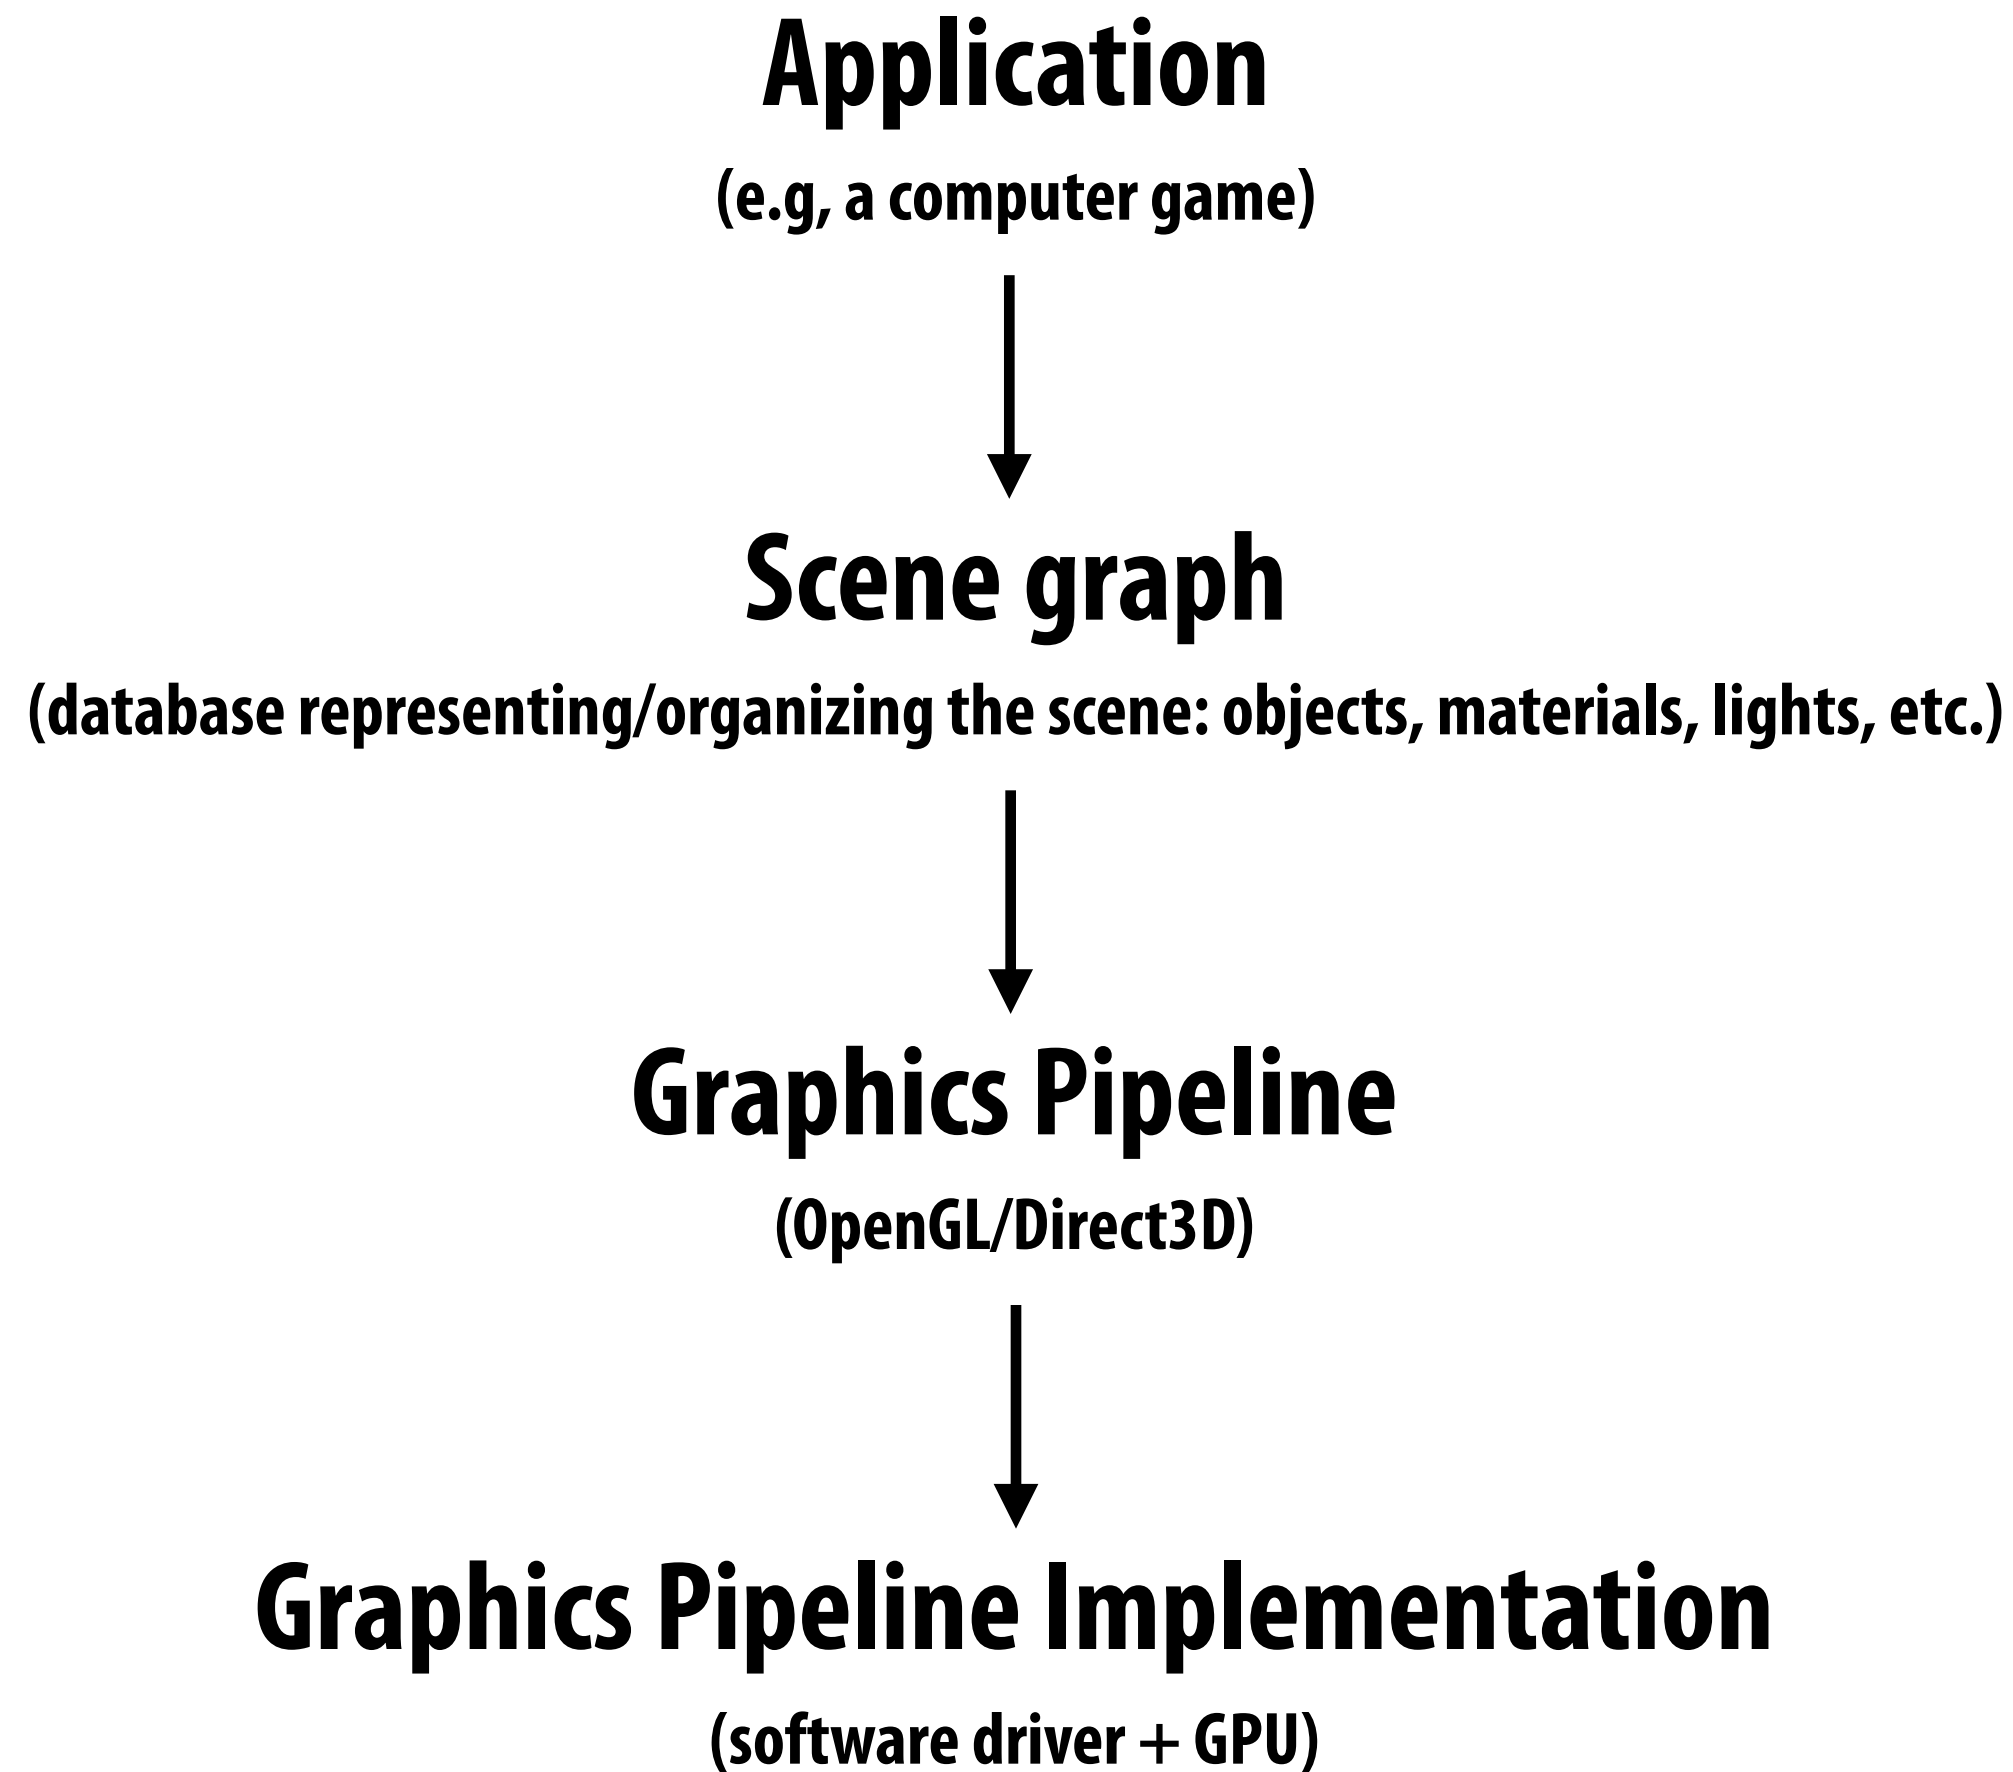 Application
(e.g, a computer game)
Scene graph
(database representing/organizing the scene: objects, materials, lights, etc.)
Graphics Pipeline
(OpenGL/Direct3D)
Graphics Pipeline Implementation
(software driver + GPU)